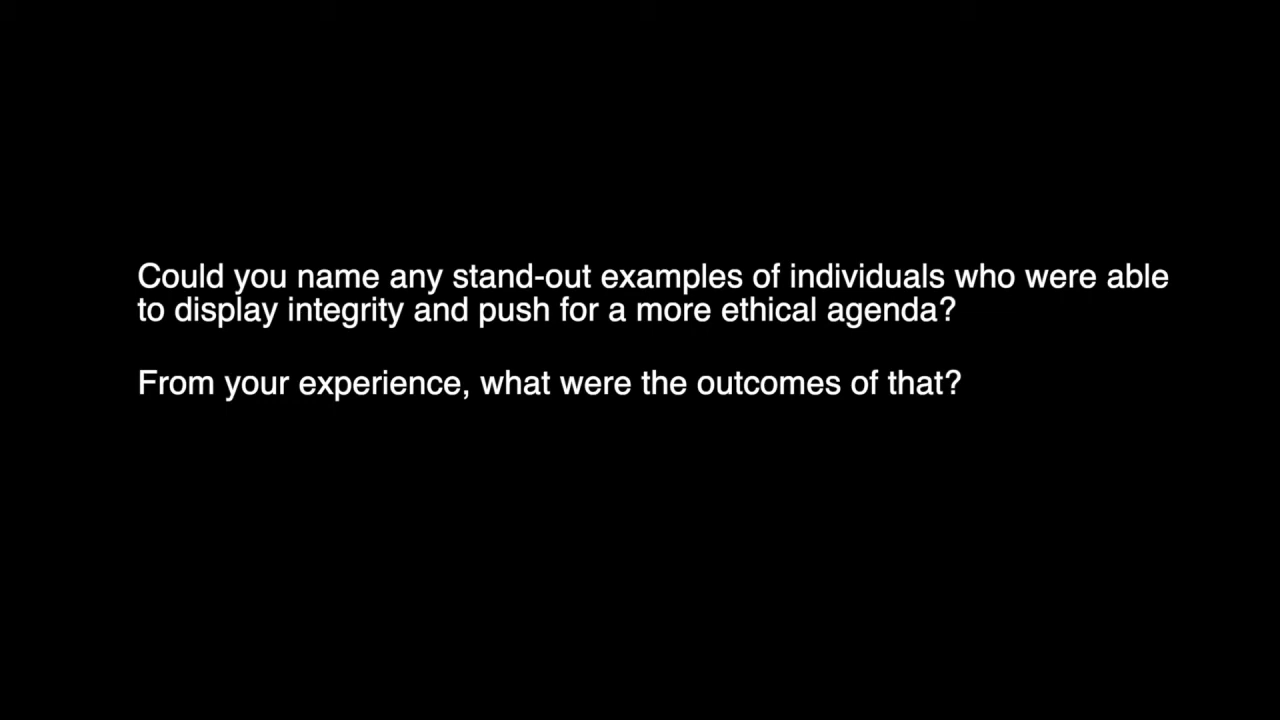 Could you name any stand-out examples of individuals who were able
to display integrity and push for a more ethical agenda?
From your experience, what were the outcomes of that?